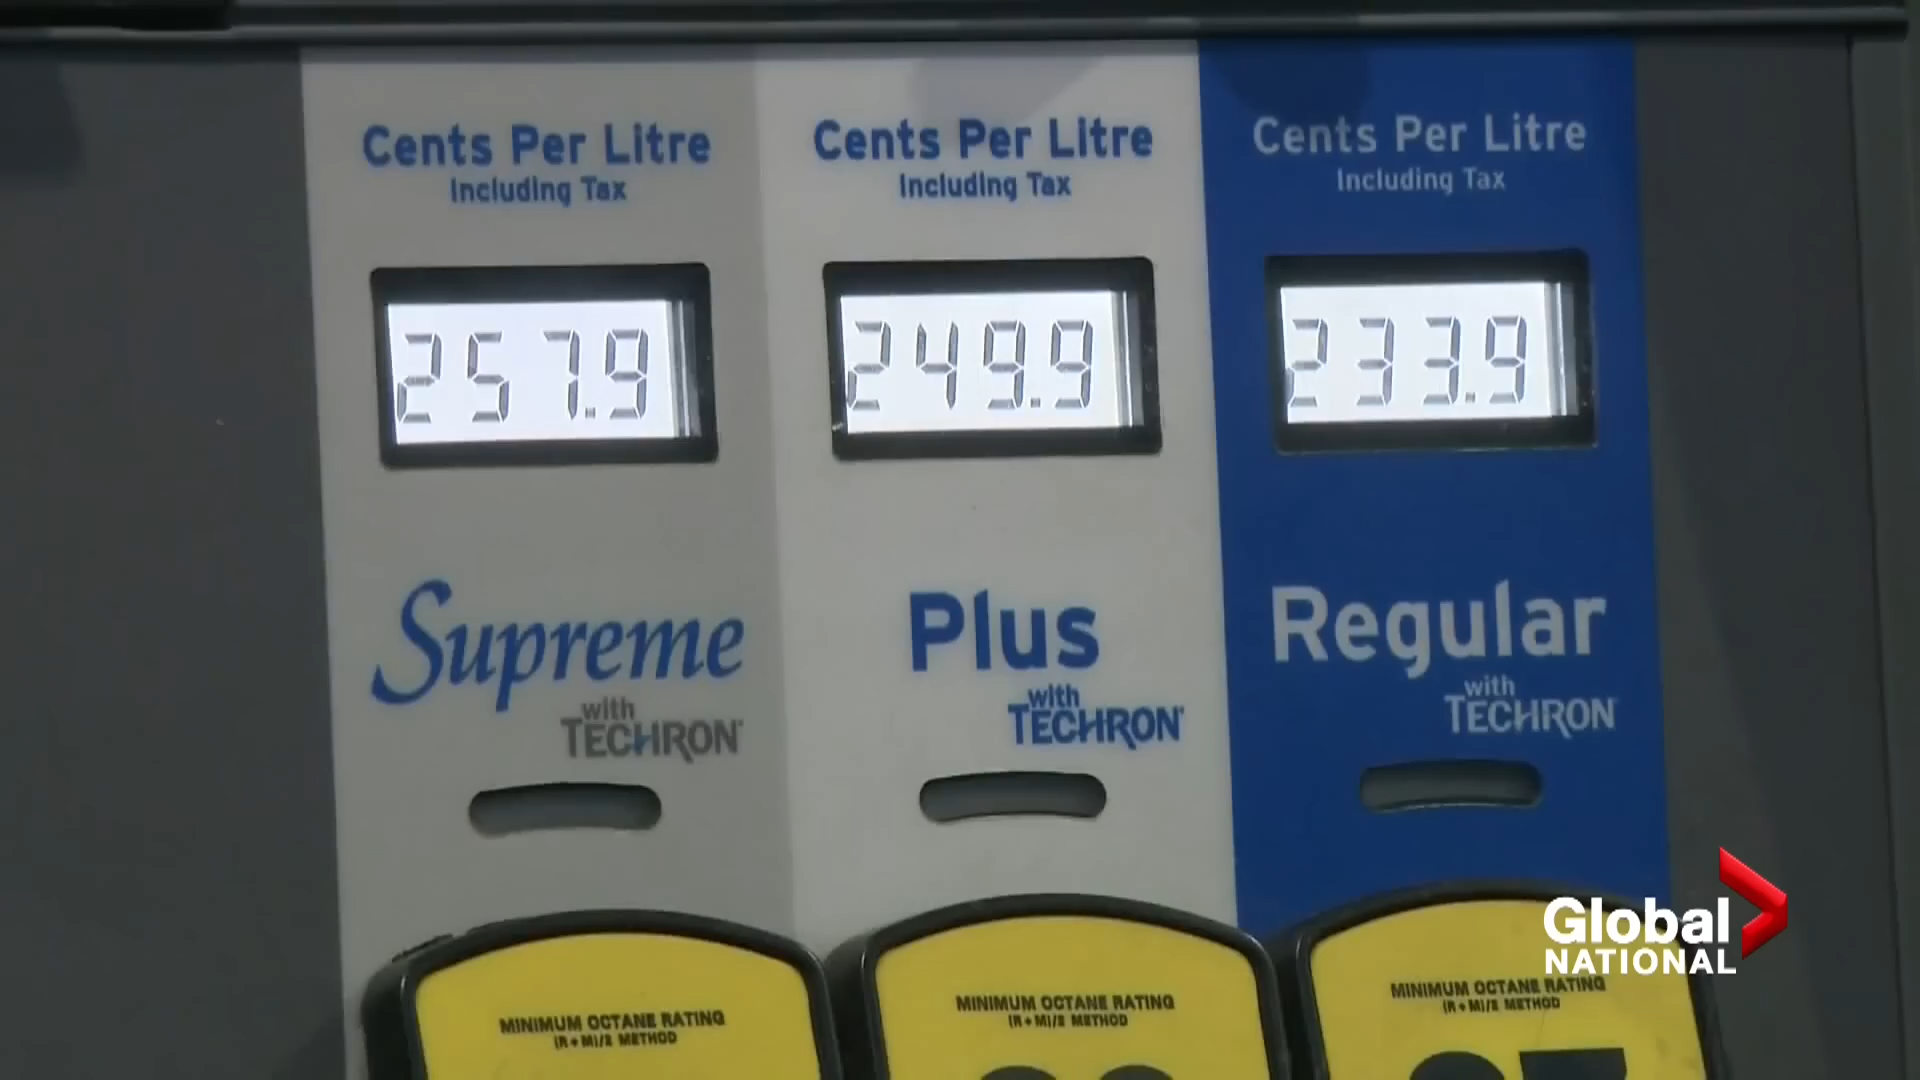 Cents Per Litre
Including Tax
257.9
Supreme
with
TECHRON
MINIMUM OCTANE RATING
(R+M)/2 METHOD
Cents Per Litre
Including Tax
249.9
Plus
with
TECHRON
MINIMUM OCTANE RATING
(R+M)/2 METHOD
Cents Per Litre
Including Tax
233.9
Regular
with
TECHRON
MINIMUM OCTANE RATING
(R+M)/2 METHOD
Global
NATIONAL